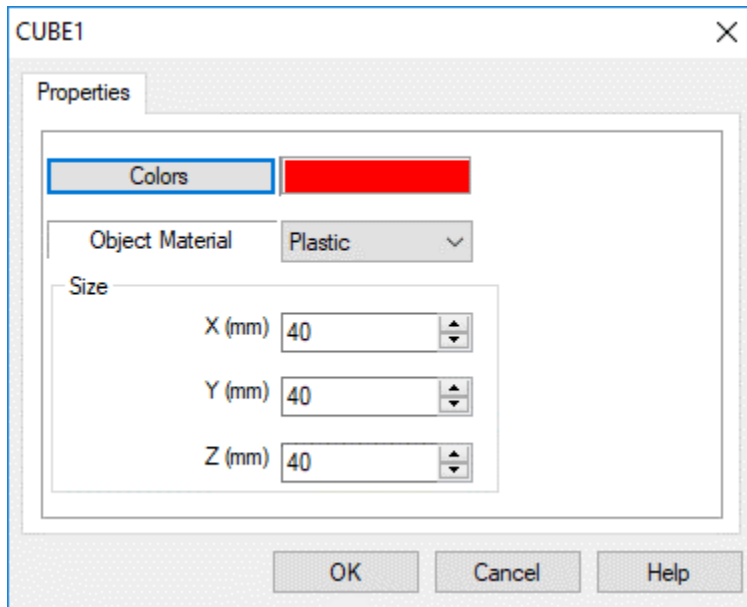 CUBE1
Properties
Colors
Object Material Plastic
Size
X (mm) 40
Y (mm) 40
Z (mm) 40
OK Cancel Help